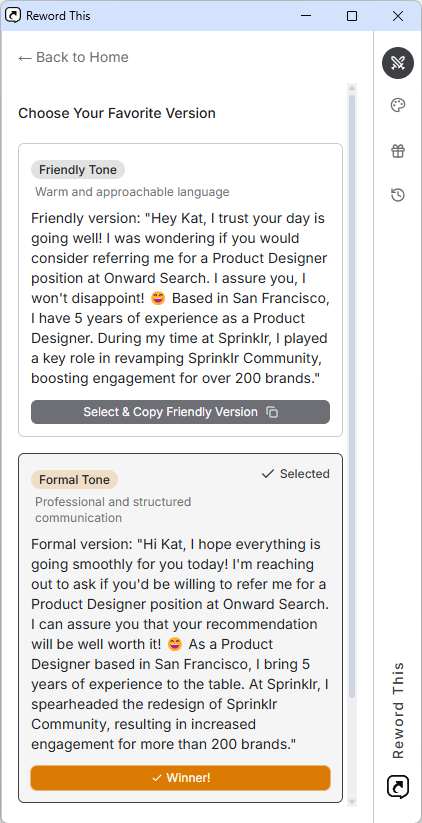 Reword This
← Back to Home
Choose Your Favorite Version
Friendly Tone
Warm and approachable language
Friendly version: "Hey Kat, I trust your day is
going well! I was wondering if you would
consider referring me for a Product Designer
position at Onward Search. I assure you, I
won't disappoint! 😄 Based in San Francisco,
I have 5 years of experience as a Product
Designer. During my time at Sprinklr, I played
a key role in revamping Sprinklr Community,
boosting engagement for over 200 brands."
Select & Copy Friendly Version
Formal Tone
Selected
Professional and structured
communication
Formal version: "Hi Kat, I hope everything is
going smoothly for you today! I'm reaching
out to ask if you'd be willing to refer me for a
Product Designer position at Onward Search.
I can assure you that your recommendation
will be well worth it! 😄 As a Product
Designer based in San Francisco, I bring 5
years of experience to the table. At Sprinklr, I
spearheaded the redesign of Sprinklr
Community, resulting in increased
engagement for more than 200 brands."
Winner!
Reword This